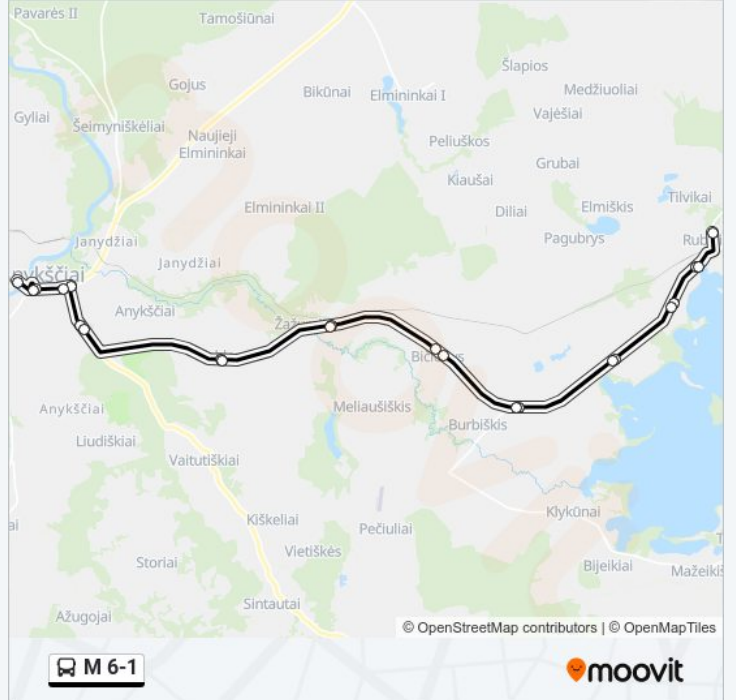 Pavarės II
Tamošiūnai
Šlapios
Gojus
Bikūnai
Elmininkai I
Medžiuoliai
Vajėšiai
Gyliai
Šeimyniškėliai
Naujieji
Elmininkai
Peliuškos
Grubai
Kiaušai
Elmininkai II
Diliai
Elmiškis
Tilvikai
Pagubrys
Janydžiai
Janydžiai
nykščiai
Anykščiai
Meliaušiškis
Anykščiai
Burbiškis
Liudiškiai
Vaitutiškiai
Klykūnai
Kiškeliai
Pečiuliai
Vietiškės
Storiai
Bijeikiai
Mažeikiš
Sintautai
Ažugojai
© OpenStreetMap contributors | © OpenMapTiles
M 6-1
moovit